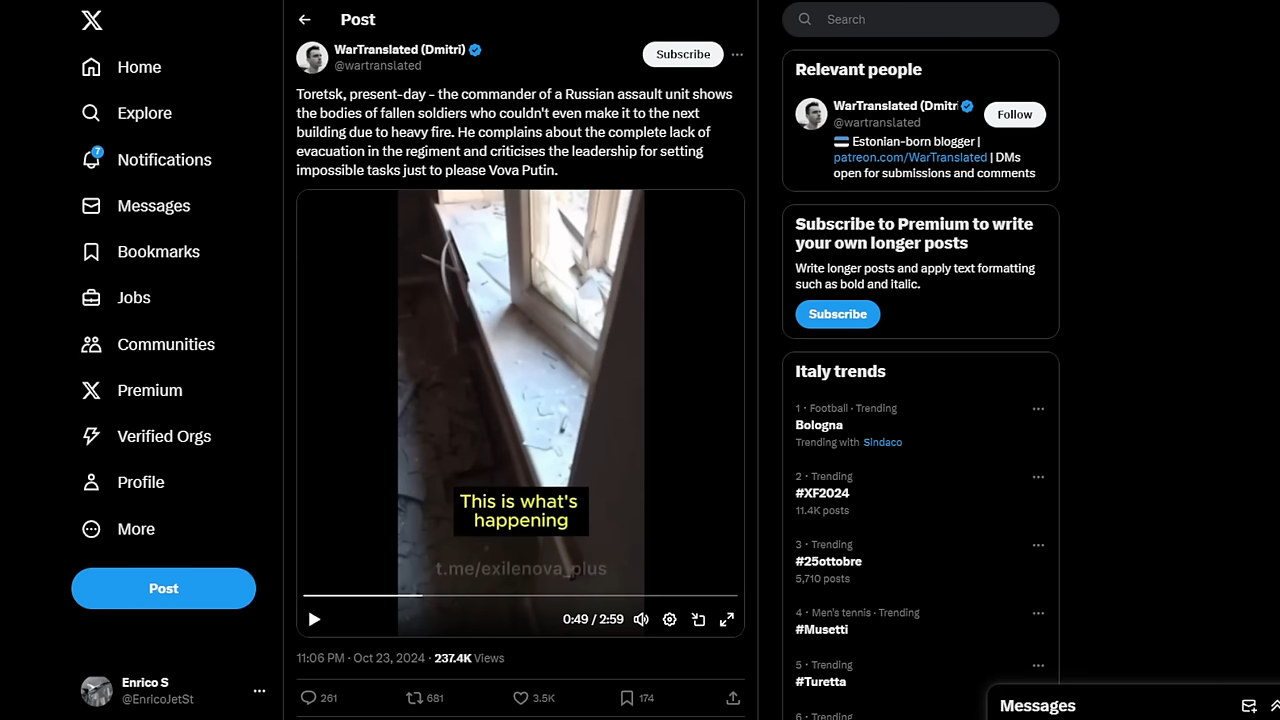 Home
Explore
7
Notifications
Messages
Bookmarks
Jobs
Communities
Premium
Verified Orgs
Profile
More
Post
Enrico S
@EnricoJetSt
Post
WarTranslated (Dmitri)
@wartranslated
Subscribe
Toretsk, present-day - the commander of a Russian assault unit shows
the bodies of fallen soldiers who couldn't even make it to the next
building due to heavy fire. He complains about the complete lack of
evacuation in the regiment and criticises the leadership for setting
impossible tasks just to please Vova Putin.
This is what's
happening
t.me/exilenova_plus
0:49 / 2:59
11:06 PM · Oct 23, 2024 · 237.4K Views
261
681
3.5K
174
Search
Relevant people
WarTranslated (Dmitr
@wartranslated
Follow
Estonian-born blogger |
patreon.com/WarTranslated | DMs
open for submissions and comments
Subscribe to Premium to write
your own longer posts
Write longer posts and apply text formatting
such as bold and italic.
Subscribe
Italy trends
1 · Football · Trending
Bologna
Trending with Sindaco
2 · Trending
#XF2024
11.4K posts
3 · Trending
#25ottobre
5,710 posts
4 · Men's tennis · Trending
#Musetti
5 · Trending
#Turetta
6 · Trending
Messages